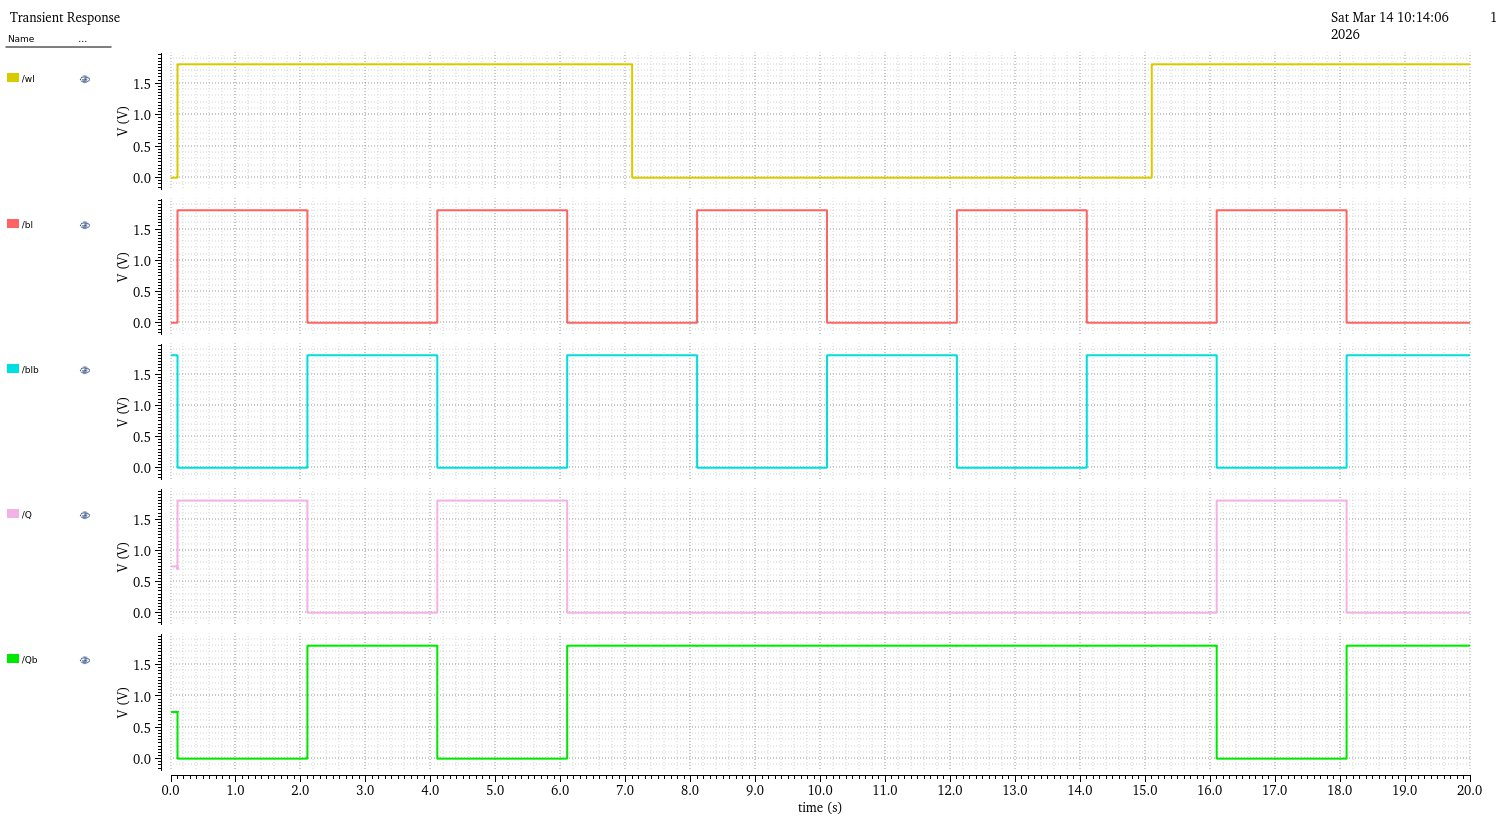 Transient Response
Sat Mar 14 10:14:06 1
2026
Name ...
/wl
V (V)
1.5
1.0
0.5
0.0
/bl
V (V)
1.5
1.0
0.5
0.0
/blb
V (V)
1.5
1.0
0.5
0.0
/Q
V (V)
1.5
1.0
0.5
0.0
/Qb
V (V)
1.5
1.0
0.5
0.0
0.0 1.0 2.0 3.0 4.0 5.0 6.0 7.0 8.0 9.0 10.0 11.0 12.0 13.0 14.0 15.0 16.0 17.0 18.0 19.0 20.0
time (s)